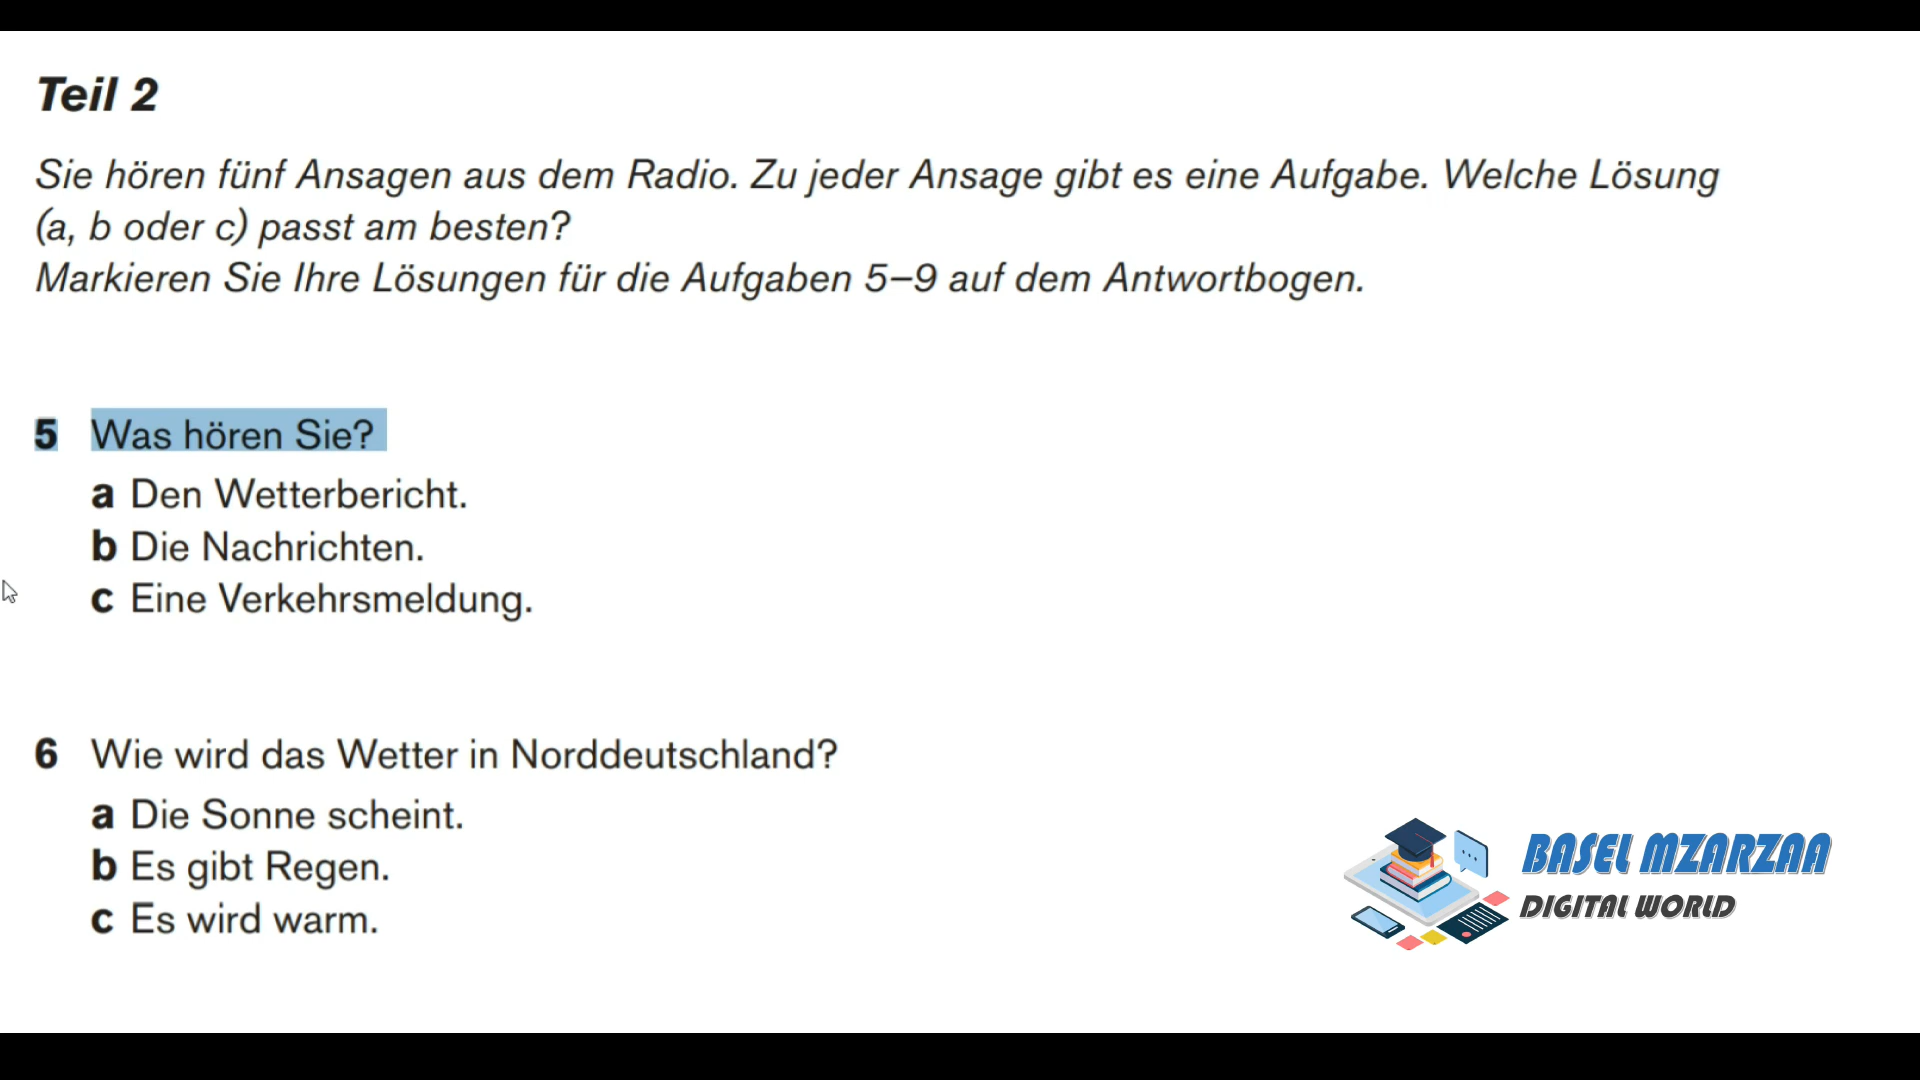 Teil 2
Sie hören fünf Ansagen aus dem Radio. Zu jeder Ansage gibt es eine Aufgabe. Welche Lösung
(a, b oder c) passt am besten?
Markieren Sie Ihre Lösungen für die Aufgaben 5–9 auf dem Antwortbogen.
5 Was hören Sie?
a Den Wetterbericht.
b Die Nachrichten.
c Eine Verkehrsmeldung.
6 Wie wird das Wetter in Norddeutschland?
a Die Sonne scheint.
b Es gibt Regen.
c Es wird warm.
BASEL MZARZAA
DIGITAL WORLD